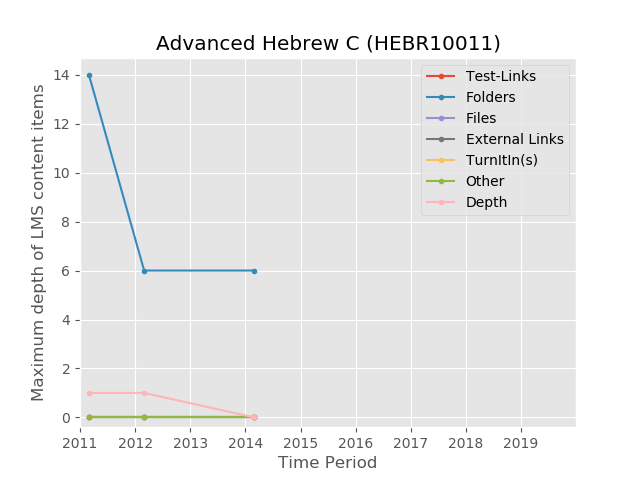 Advanced Hebrew C (HEBR10011)
Test-Links
Folders
Files
External Links
TurnItIn(s)
Other
Depth
Maximum depth of LMS content items
14
12
10
8
6
4
2
0
2011 2012 2013 2014 2015 2016 2017 2018 2019
Time Period